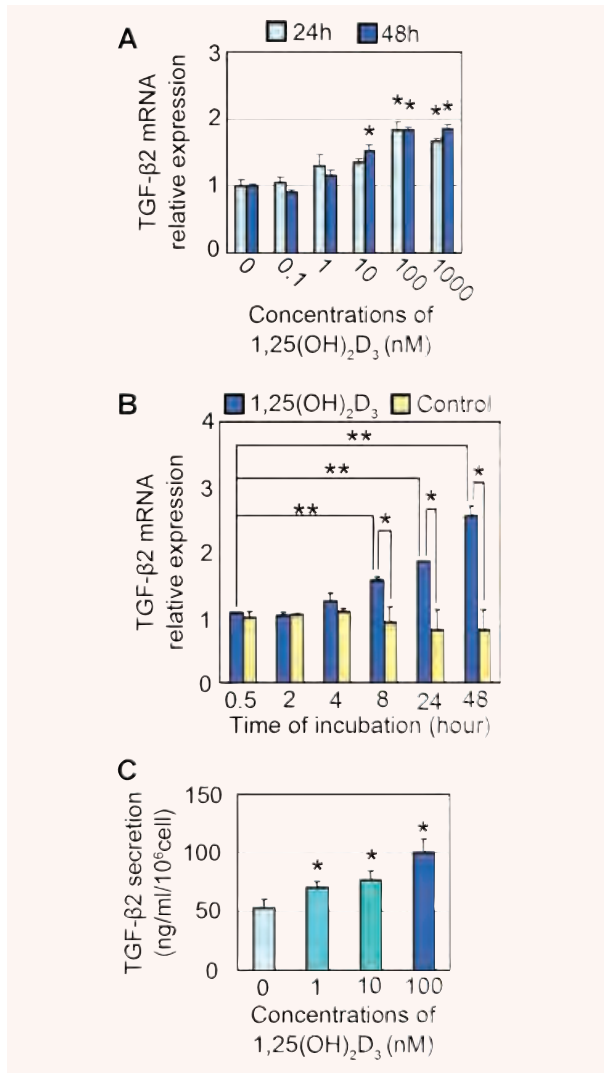 A
24h 48h
TGF-β2 mRNA
relative expression
3
2
1
0
*
**
**
0 0.1 1 10 100 1000
Concentrations of
1,25(OH)₂D₃ (nM)
B
1,25(OH)₂D₃ Control
TGF-β2 mRNA
relative expression
4
3
2
1
0
**
**
**
*
*
*
0.5 2 4 8 24 48
Time of incubation (hour)
C
TGF-β2 secretion
(ng/ml/10⁶cell)
150
100
50
0
*
*
*
0 1 10 100
Concentrations of
1,25(OH)₂D₃ (nM)